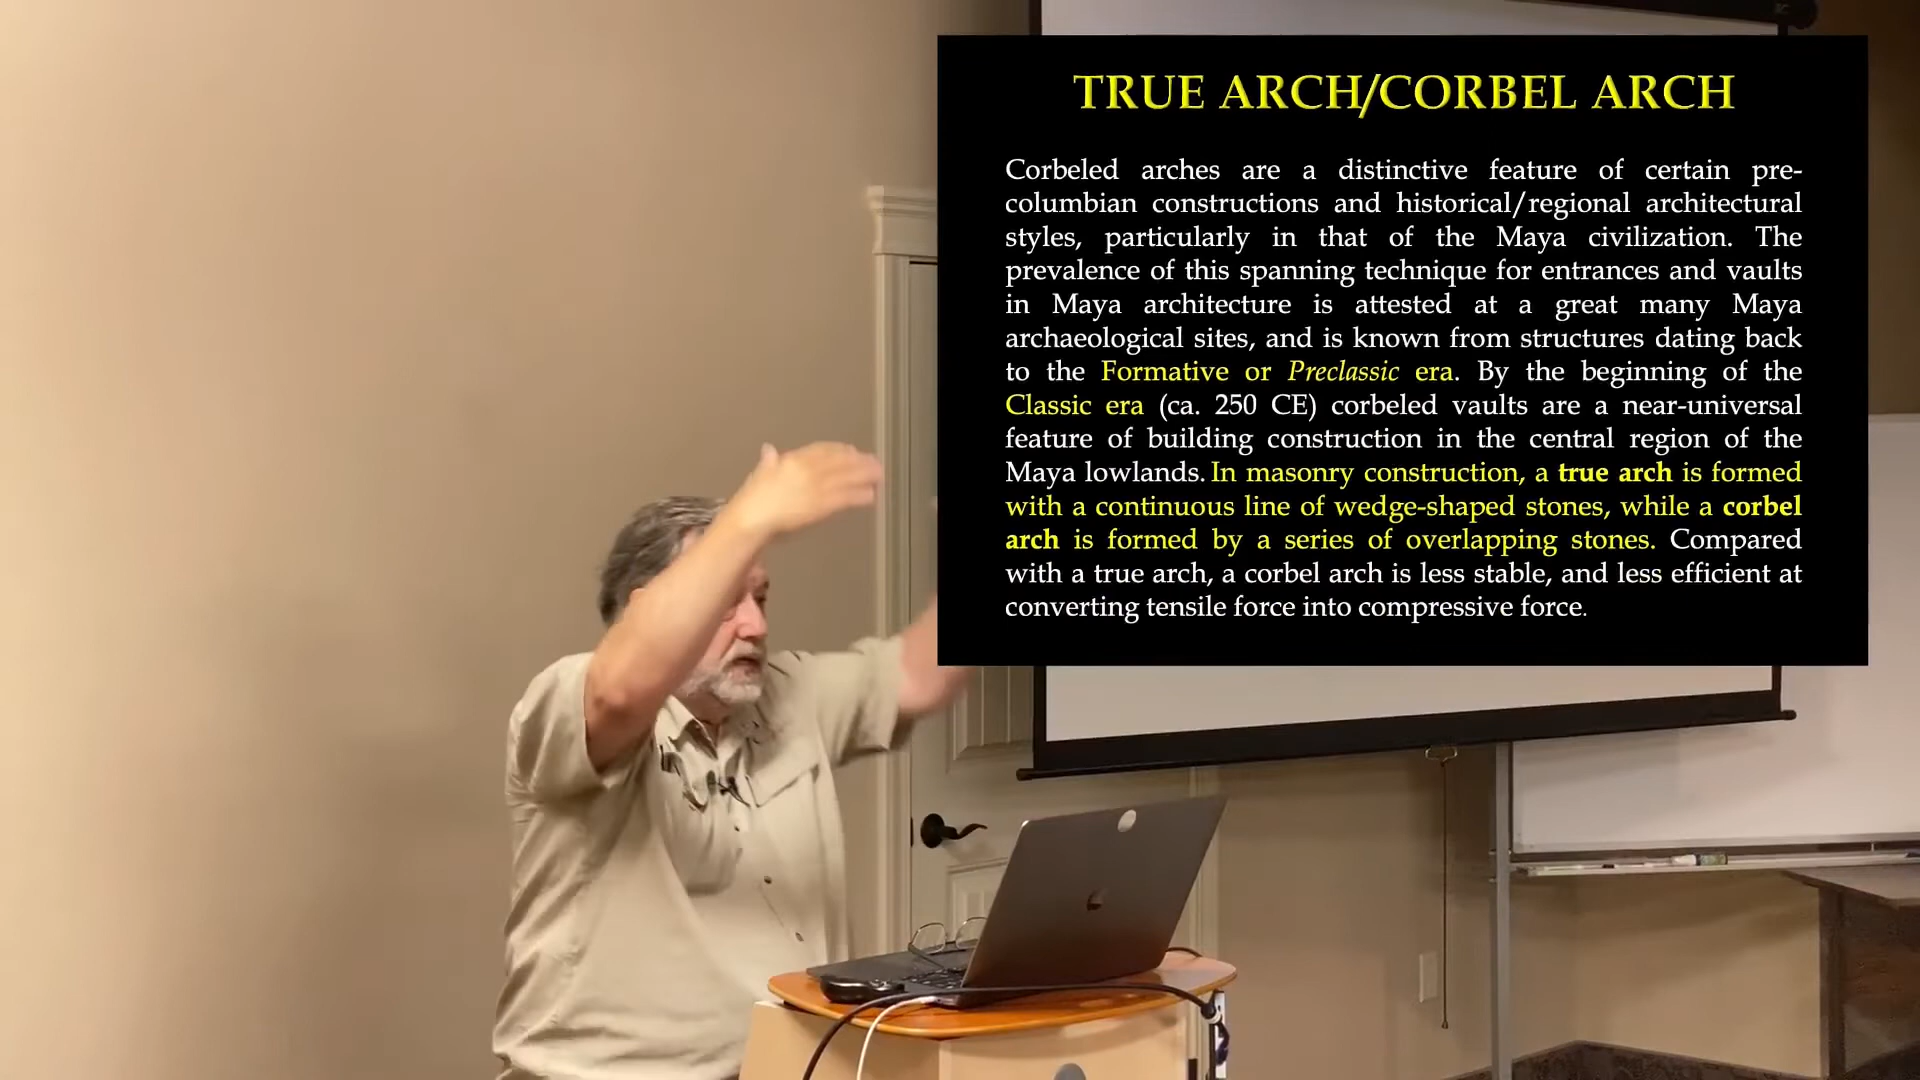 TRUE ARCH/CORBEL ARCH
Corbeled arches are a distinctive feature of certain pre-
columbian constructions and historical/regional architectural
styles, particularly in that of the Maya civilization. The
prevalence of this spanning technique for entrances and vaults
in Maya architecture is attested at a great many Maya
archaeological sites, and is known from structures dating back
to the Formative or Preclassic era. By the beginning of the
Classic era (ca. 250 CE) corbeled vaults are a near-universal
feature of building construction in the central region of the
Maya lowlands. In masonry construction, a true arch is formed
with a continuous line of wedge-shaped stones, while a corbel
arch is formed by a series of overlapping stones. Compared
with a true arch, a corbel arch is less stable, and less efficient at
converting tensile force into compressive force.